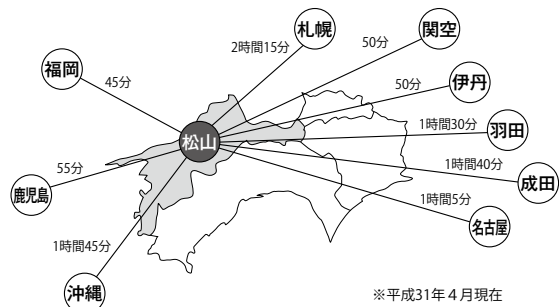 札幌
関空
2時間15分
50分
福岡
45分
伊丹
50分
羽田
1時間30分
松山
1時間40分
成田
55分
鹿児島
1時間5分
名古屋
1時間45分
沖縄
※平成31年4月現在